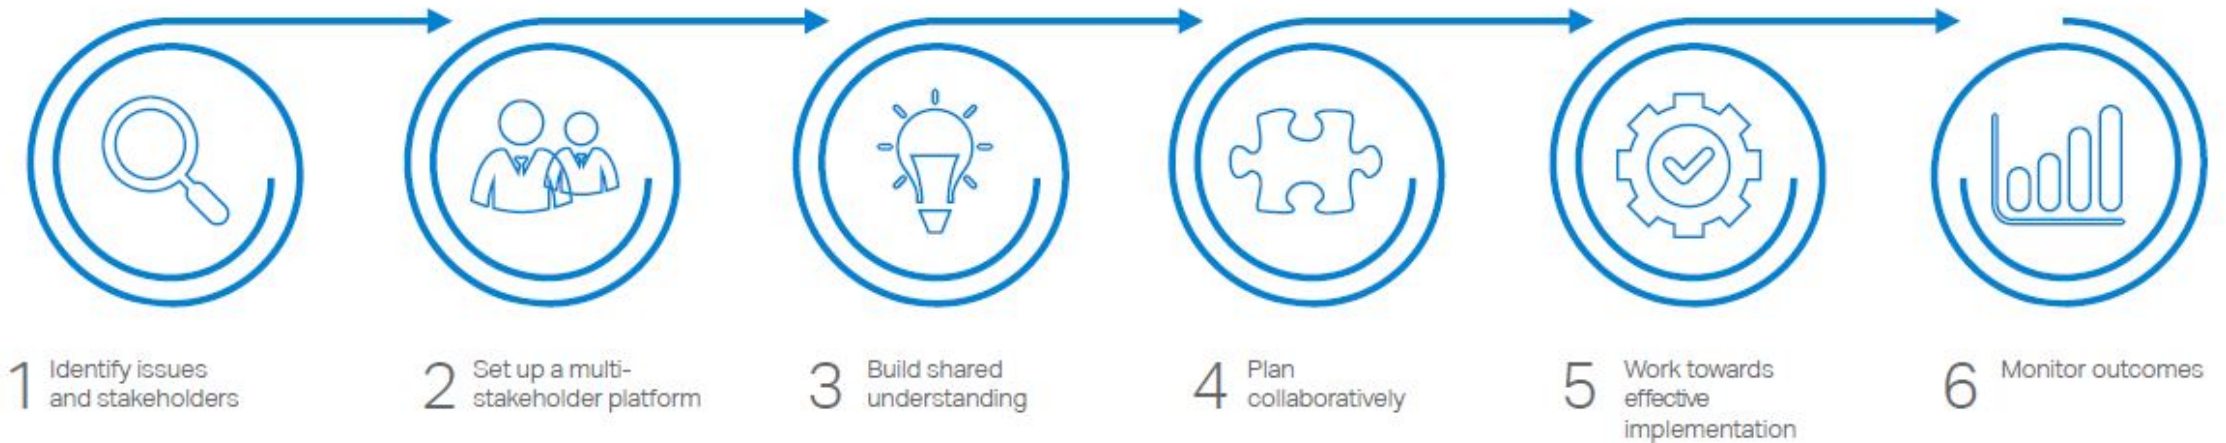 1 Identify issues
and stakeholders
2 Set up a multi-
stakeholder platform
3 Build shared
understanding
4 Plan
collaboratively
5 Work towards
effective
implementation
6 Monitor outcomes